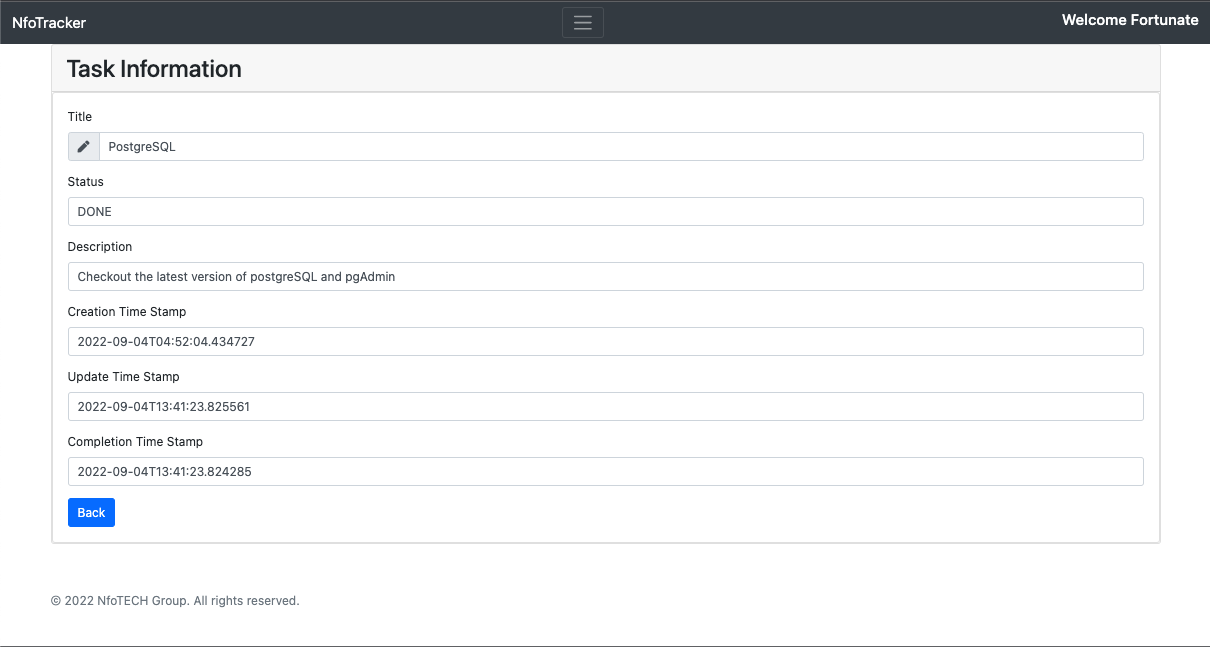 NfoTracker
Welcome Fortunate
Task Information
Title
PostgreSQL
Status
DONE
Description
Checkout the latest version of postgreSQL and pgAdmin
Creation Time Stamp
2022-09-04T04:52:04.434727
Update Time Stamp
2022-09-04T13:41:23.825561
Completion Time Stamp
2022-09-04T13:41:23.824285
Back
© 2022 NfoTECH Group. All rights reserved.